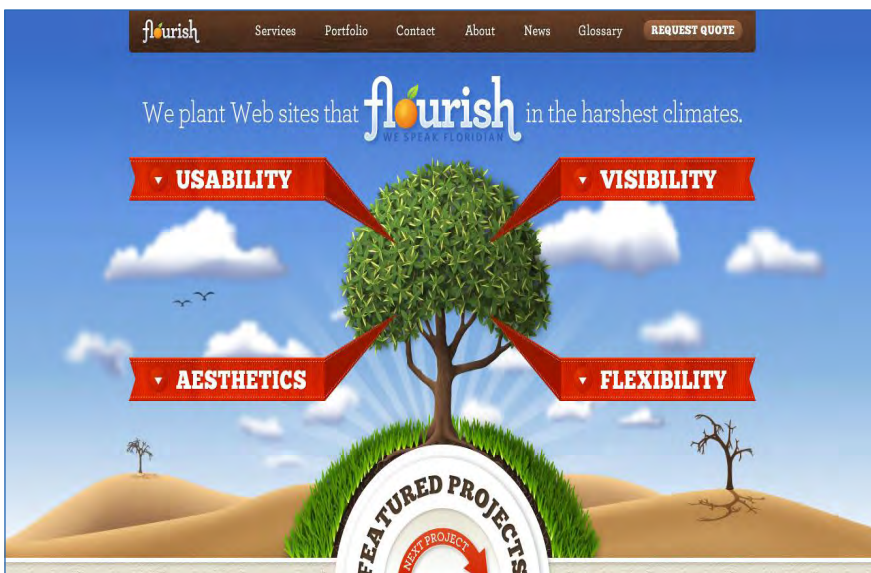 flourish Services Portfolio Contact About News Glossary REQUEST QUOTE
We plant Web sites that flourish in the harshest climates.
WE SPEAK FLORIDIAN
USABILITY VISIBILITY
AESTHETICS FLEXIBILITY
FEATURED PROJECTS
NEXT PROJECT